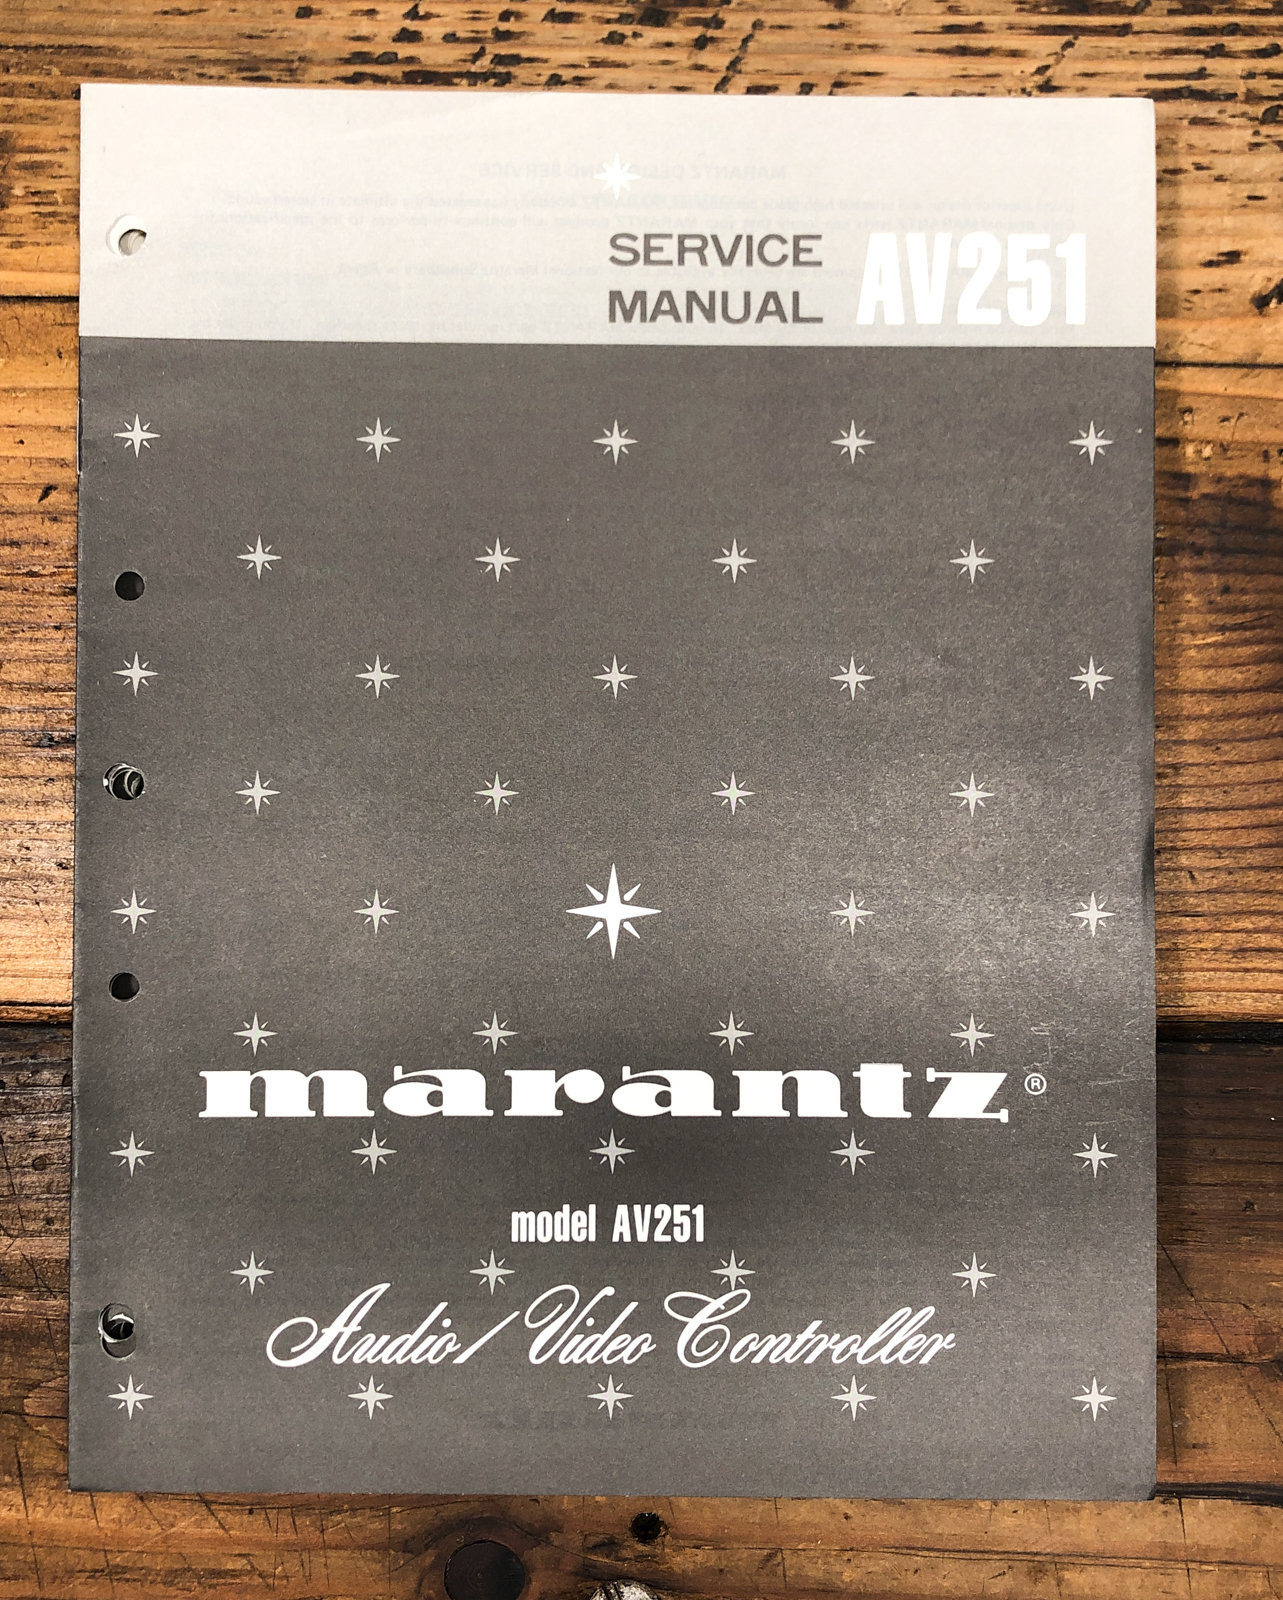 SERVICE
MANUAL AV251
marantz®
model AV251
Audio/Video Controller